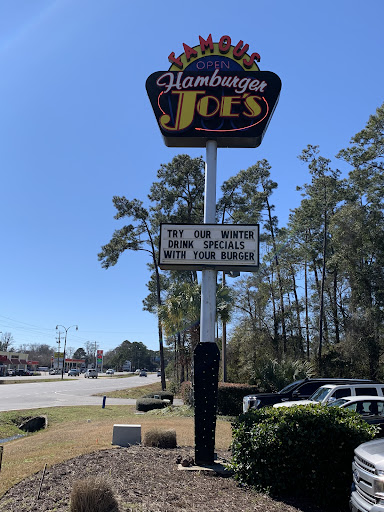 FAMOUS
OPEN
Hamburger
JOE'S
TRY OUR WINTER
DRINK SPECIALS
WITH YOUR BURGER